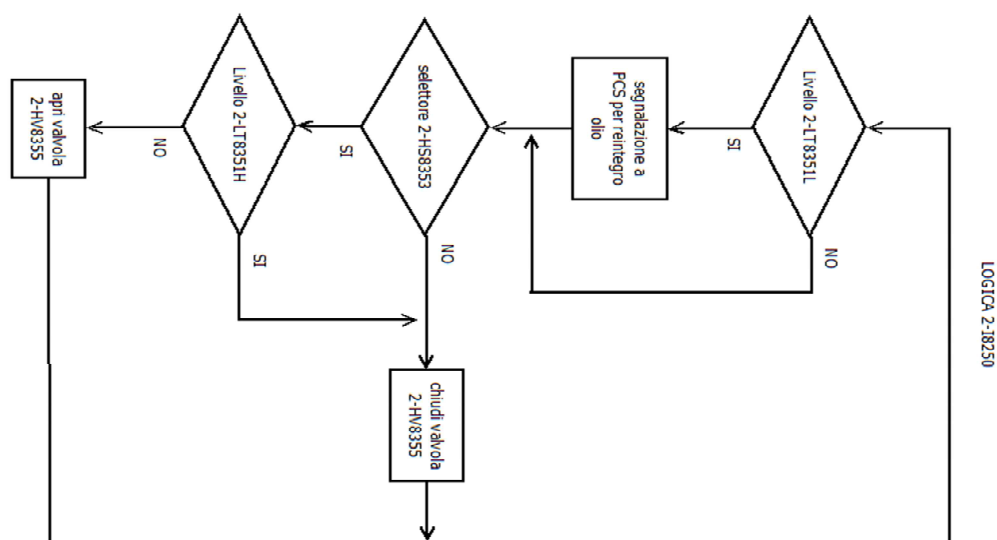 LOGICA 2-I8250
Livello 2-LT8351L
SI
NO
segnalazione a
PCS per reintegro
olio
selettore 2-HS8353
SI
NO
chiudi valvola
2-HV8355
Livello 2-LT8351H
NO
SI
apri valvola
2-HV8355